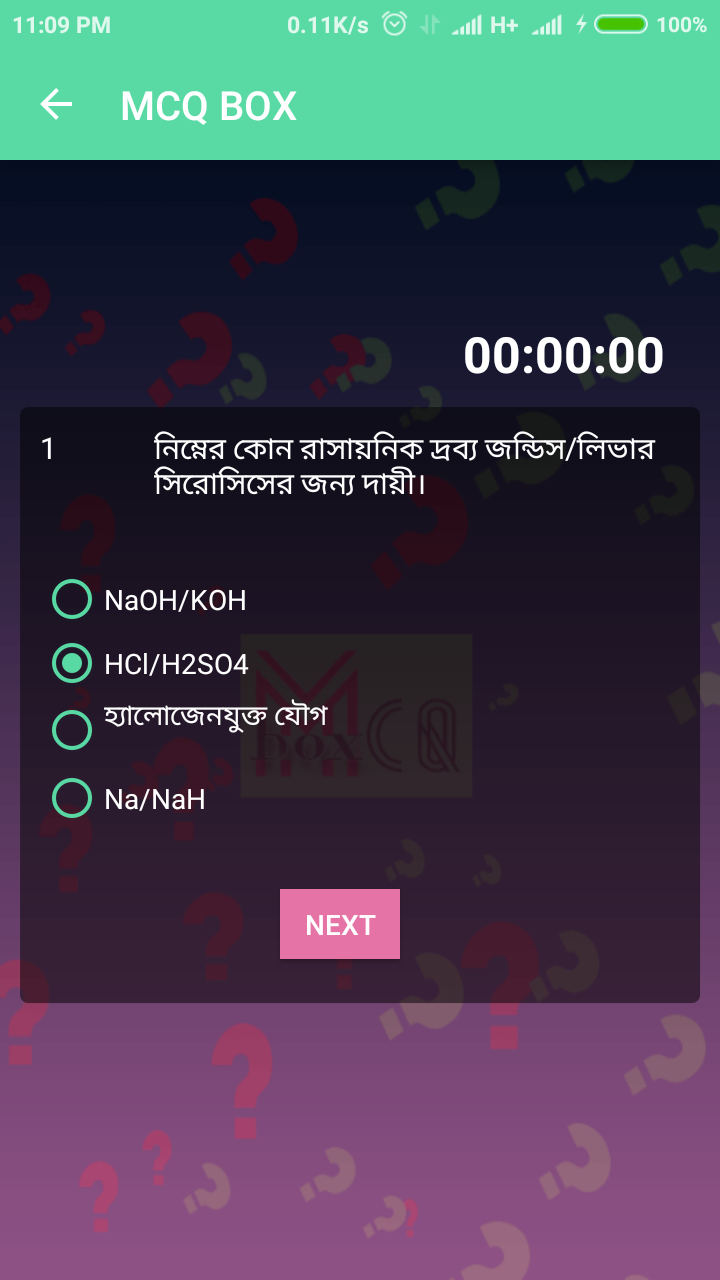 11:09 PM 0.11K/s H+ 100%
MCQ BOX
00:00:00
1 নিম্নের কোন রাসায়নিক দ্রব্য জন্ডিস/লিভার
সিরোসিসের জন্য দায়ী।
NaOH/KOH
HCl/H2SO4
হ্যালোজেনযুক্ত যৌগ
Na/NaH
M
box CQ
NEXT